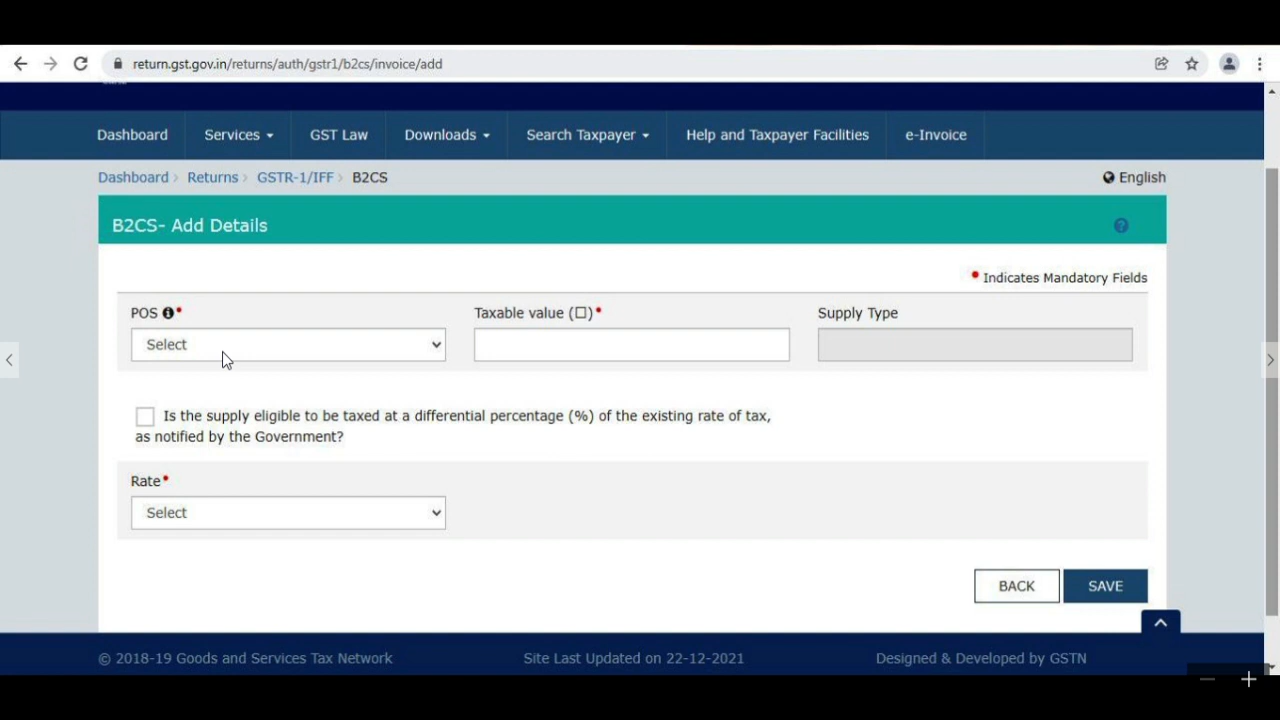 return.gst.gov.in/returns/auth/gstr1/b2cs/invoice/add
Dashboard Services GST Law Downloads Search Taxpayer Help and Taxpayer Facilities e-Invoice
Dashboard > Returns > GSTR-1/IFF > B2CS English
B2CS- Add Details
• Indicates Mandatory Fields
POS • Taxable value (□)• Supply Type
Select
Is the supply eligible to be taxed at a differential percentage (%) of the existing rate of tax,
as notified by the Government?
Rate•
Select
BACK SAVE
© 2018-19 Goods and Services Tax Network Site Last Updated on 22-12-2021 Designed & Developed by GSTN